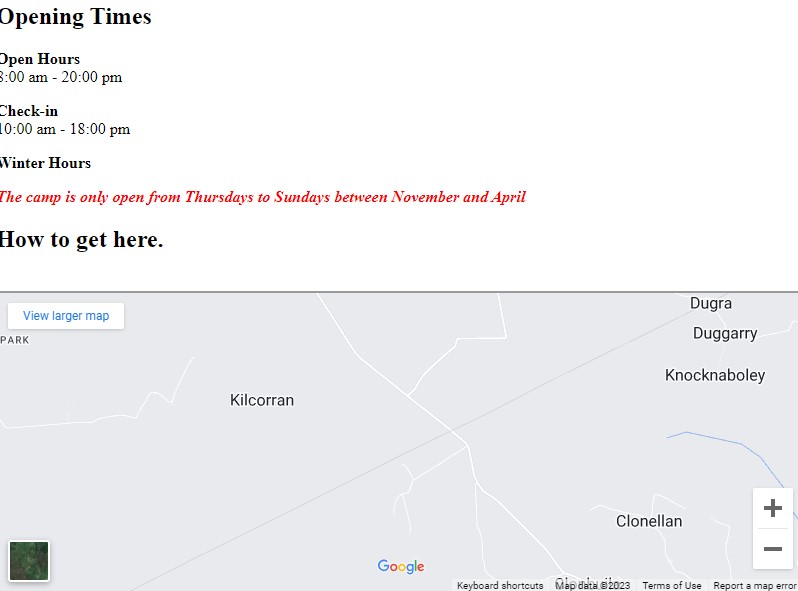 Opening Times
Open Hours
8:00 am - 20:00 pm
Check-in
10:00 am - 18:00 pm
Winter Hours
The camp is only open from Thursdays to Sundays between November and April
How to get here.
View larger map
Dugra
Duggarry
PARK
Knocknaboley
Kilcorran
Clonellan
Google
Keyboard shortcuts Map data ©2023 Terms of Use Report a map error